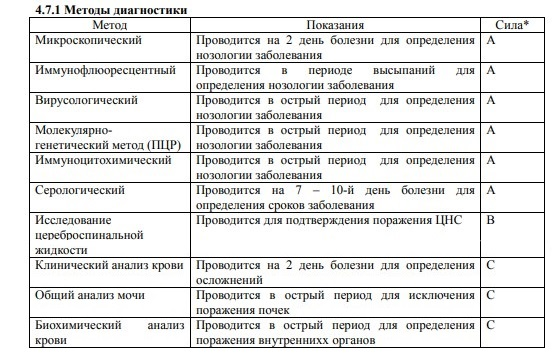 4.7.1 Методы диагностики
Метод Показания Сила*
Микроскопический Проводится на 2 день болезни для определения A
нозологии заболевания
Иммунофлюоресцентный Проводится в периоде высыпаний для A
определения нозологии заболевания
Вирусологический Проводится в острый период для определения A
нозологии заболевания
Молекулярно- Проводится в острый период для определения A
генетический метод (ПЦР) нозологии заболевания
Иммуноцитохимический Проводится в острый период для определения A
нозологии заболевания
Серологический Проводится на 7 – 10-й день болезни для A
определения сроков заболевания
Исследование Проводится для подтверждения поражения ЦНС B
цереброспинальной
жидкости
Клинический анализ крови Проводится на 2 день болезни для определения C
осложнений
Общий анализ мочи Проводится в острый период для исключения C
поражения почек
Биохимический анализ Проводится в острый период для определения C
крови поражения внутреннихх органов